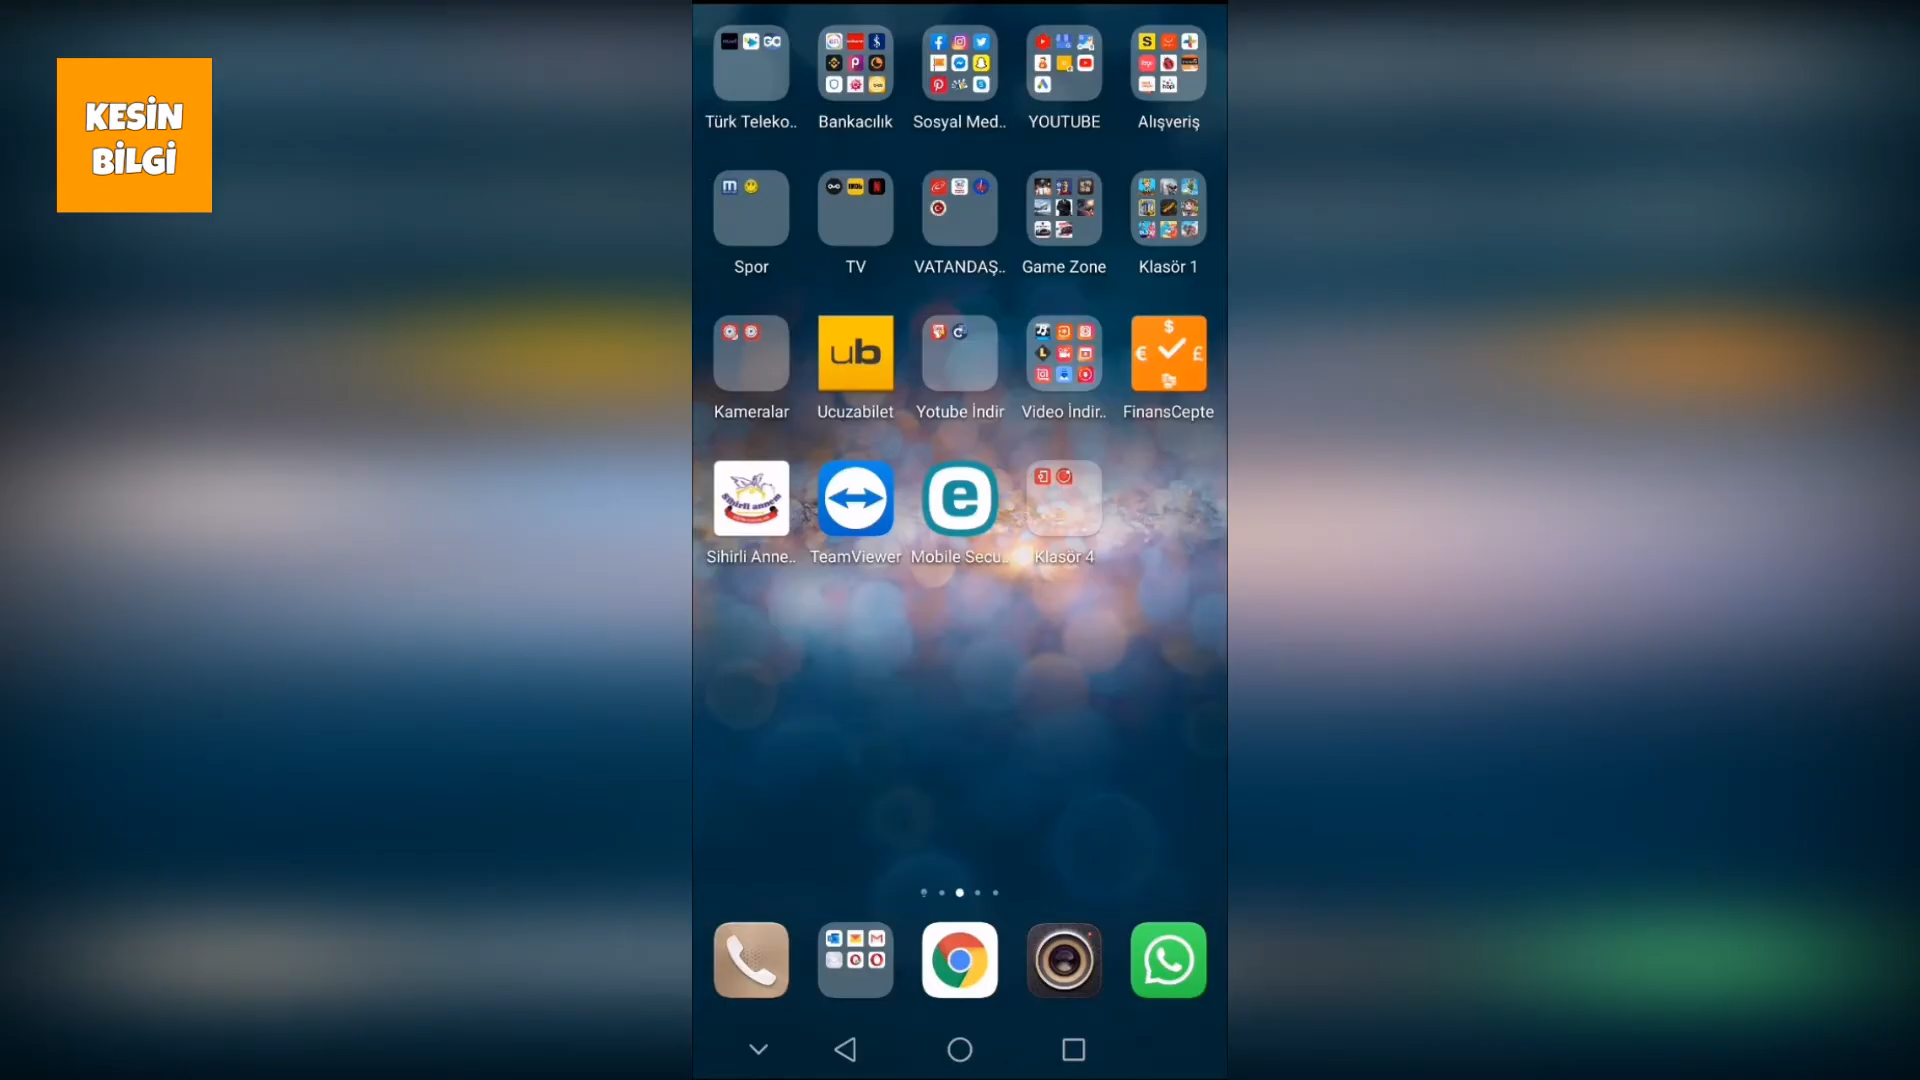 KESİN
BİLGİ
Türk Teleko..
Bankacılık
Sosyal Med..
YOUTUBE
Alışveriş
Spor
TV
VATANDAŞ..
Game Zone
Klasör 1
Kameralar
Ucuzabilet
Yotube İndir
Video İndir..
FinansCepte
Sihirli Anne..
TeamViewer
Mobile Secu..
Klasör 4
ub